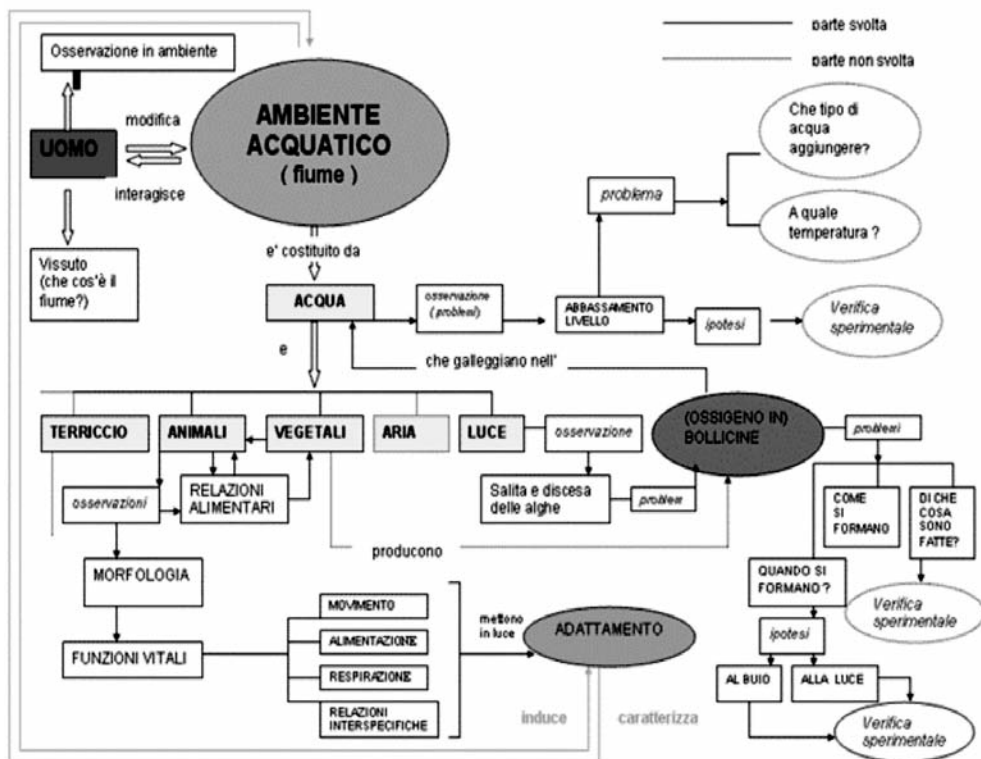 parte svolta
parte non svolta
Osservazione in ambiente
AMBIENTE
ACQUATICO
( fiume )
UOMO
modifica
interagisce
Vissuto
(che cos'è il
fiume?)
Che tipo di
acqua
aggiungere?
problema
A quale
temperatura ?
e' costituito da
ACQUA
osservazione
(problemi)
ABBASSAMENTO
LIVELLO
ipotesi
Verifica
sperimentale
e
che galleggiano nell'
TERRICCIO
ANIMALI
VEGETALI
ARIA
LUCE
osservazione
(OSSIGENO IN)
BOLLICINE
problemi
osservazioni
RELAZIONI
ALIMENTARI
Salita e discesa
delle alghe
problemi
COME
SI
FORMANO
DI CHE
COSA
SONO
FATTE?
producono
MORFOLOGIA
QUANDO SI
FORMANO ?
Verifica
sperimentale
FUNZIONI VITALI
MOVIMENTO
ALIMENTAZIONE
RESPIRAZIONE
RELAZIONI
INTERSPECIFICHE
mettono
in luce
ADATTAMENTO
ipotesi
AL BUIO
ALLA LUCE
induce
caratterizza
Verifica
sperimentale